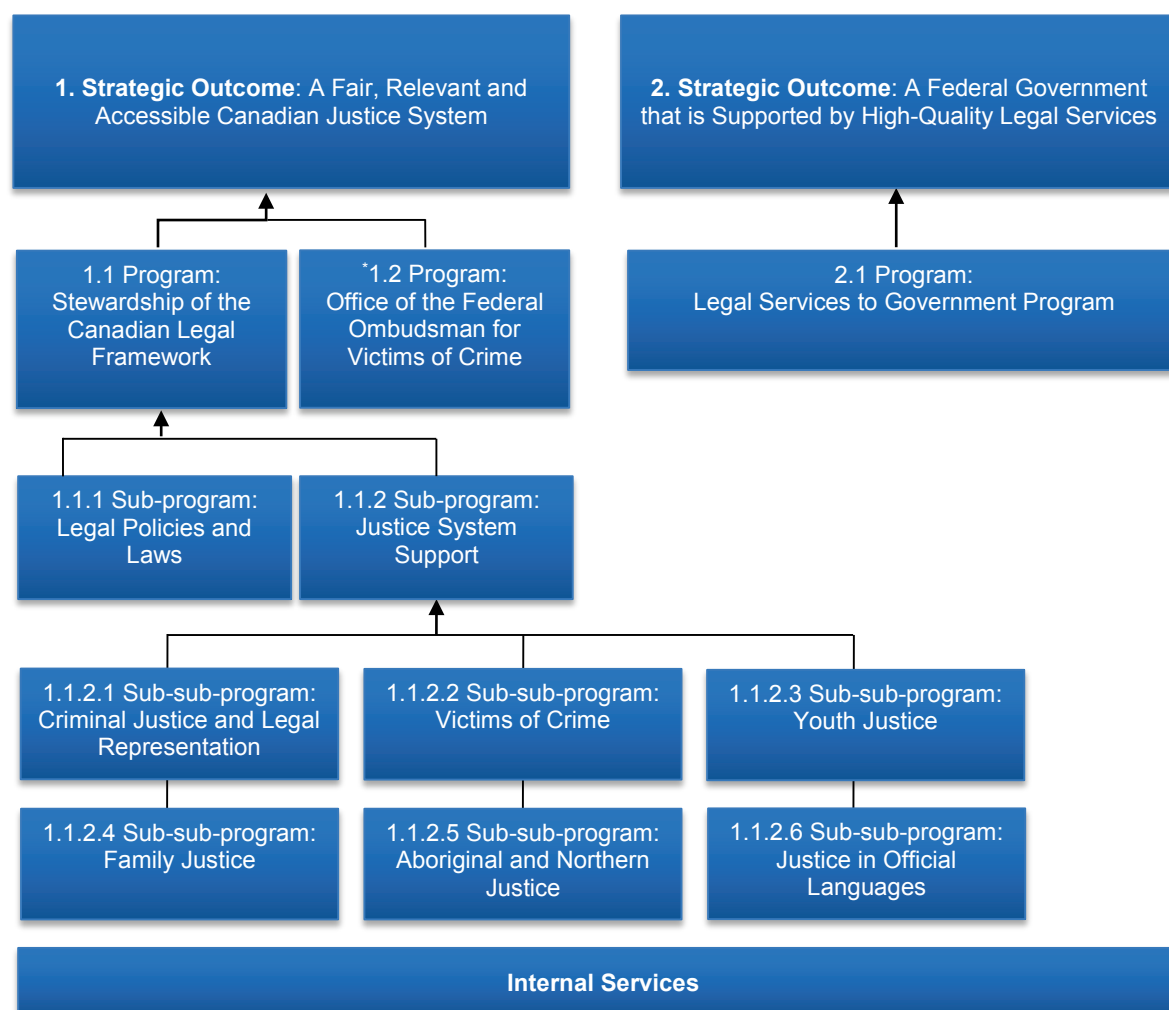 1. Strategic Outcome: A Fair, Relevant and
Accessible Canadian Justice System
2. Strategic Outcome: A Federal Government
that is Supported by High-Quality Legal Services
1.1 Program:
Stewardship of the
Canadian Legal
Framework
*1.2 Program:
Office of the Federal
Ombudsman for
Victims of Crime
2.1 Program:
Legal Services to Government Program
1.1.1 Sub-program:
Legal Policies and
Laws
1.1.2 Sub-program:
Justice System
Support
1.1.2.1 Sub-sub-program:
Criminal Justice and Legal
Representation
1.1.2.2 Sub-sub-program:
Victims of Crime
1.1.2.3 Sub-sub-program:
Youth Justice
1.1.2.4 Sub-sub-program:
Family Justice
1.1.2.5 Sub-sub-program:
Aboriginal and Northern
Justice
1.1.2.6 Sub-sub-program:
Justice in Official
Languages
Internal Services